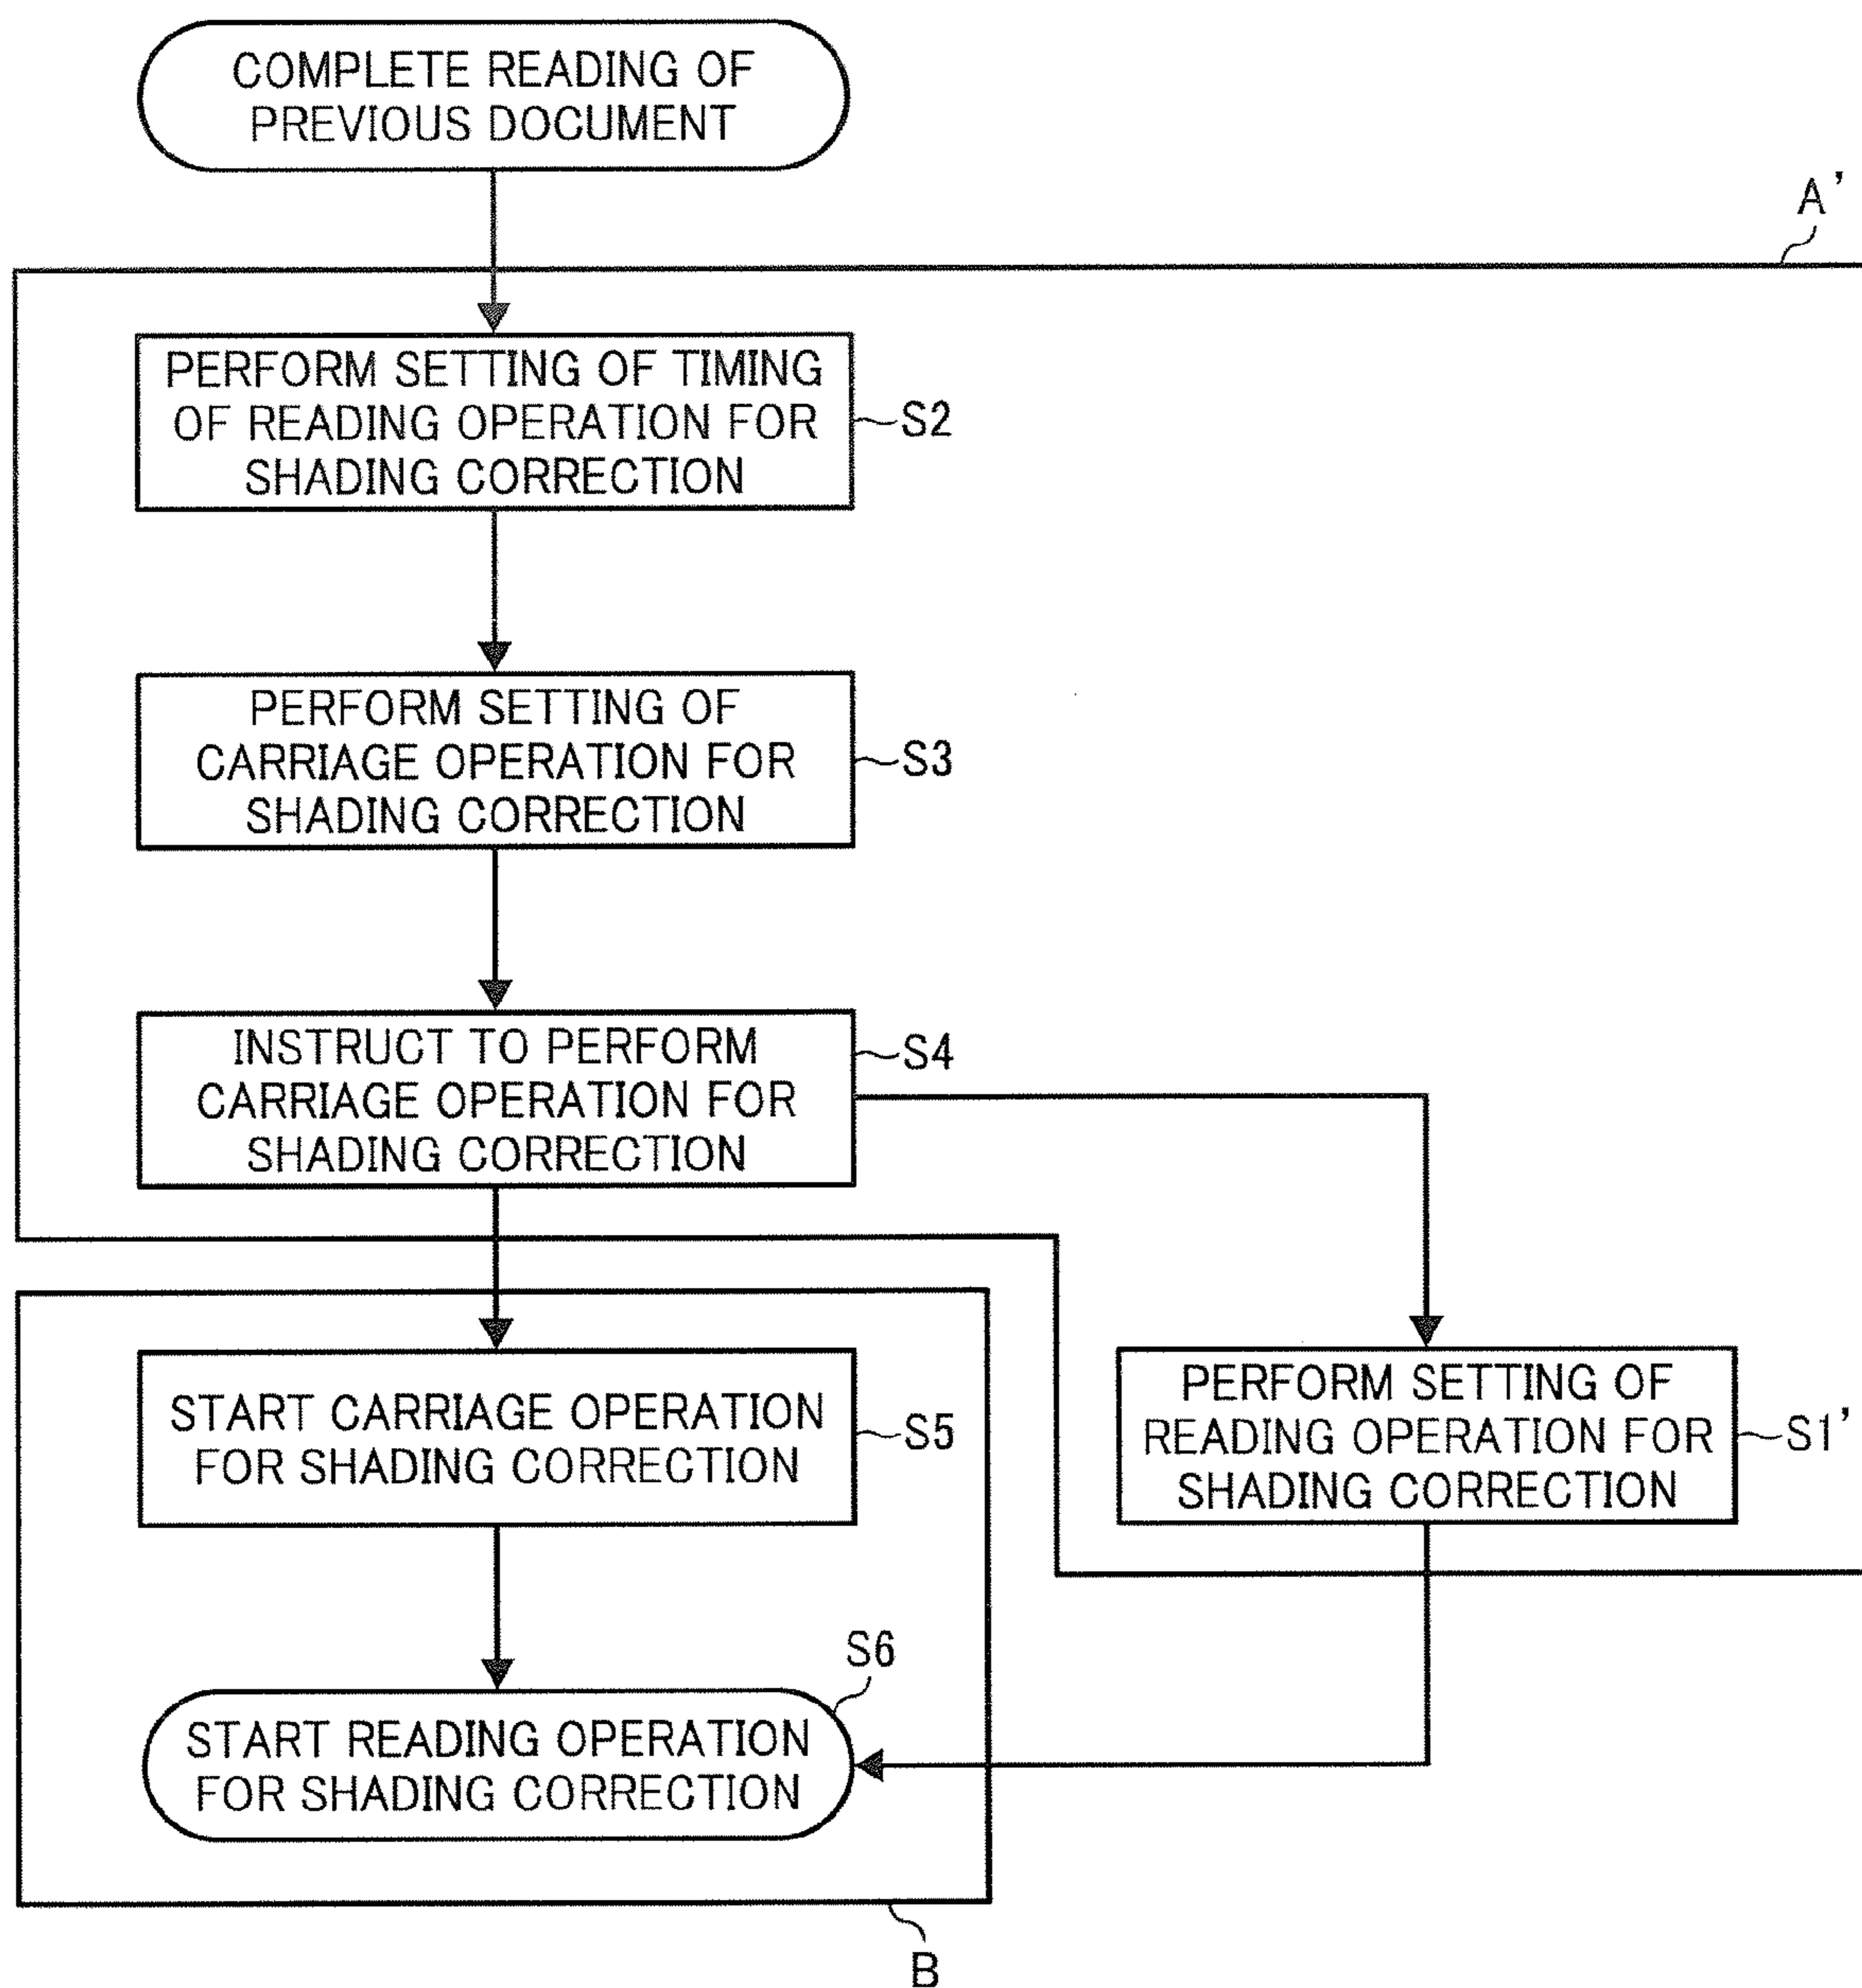 COMPLETE READING OF
PREVIOUS DOCUMENT
A'
PERFORM SETTING OF TIMING
OF READING OPERATION FOR
SHADING CORRECTION
S2
PERFORM SETTING OF
CARRIAGE OPERATION FOR
SHADING CORRECTION
S3
INSTRUCT TO PERFORM
CARRIAGE OPERATION FOR
SHADING CORRECTION
S4
START CARRIAGE OPERATION
FOR SHADING CORRECTION
S5
PERFORM SETTING OF
READING OPERATION FOR
SHADING CORRECTION
S1'
S6
START READING OPERATION
FOR SHADING CORRECTION
B